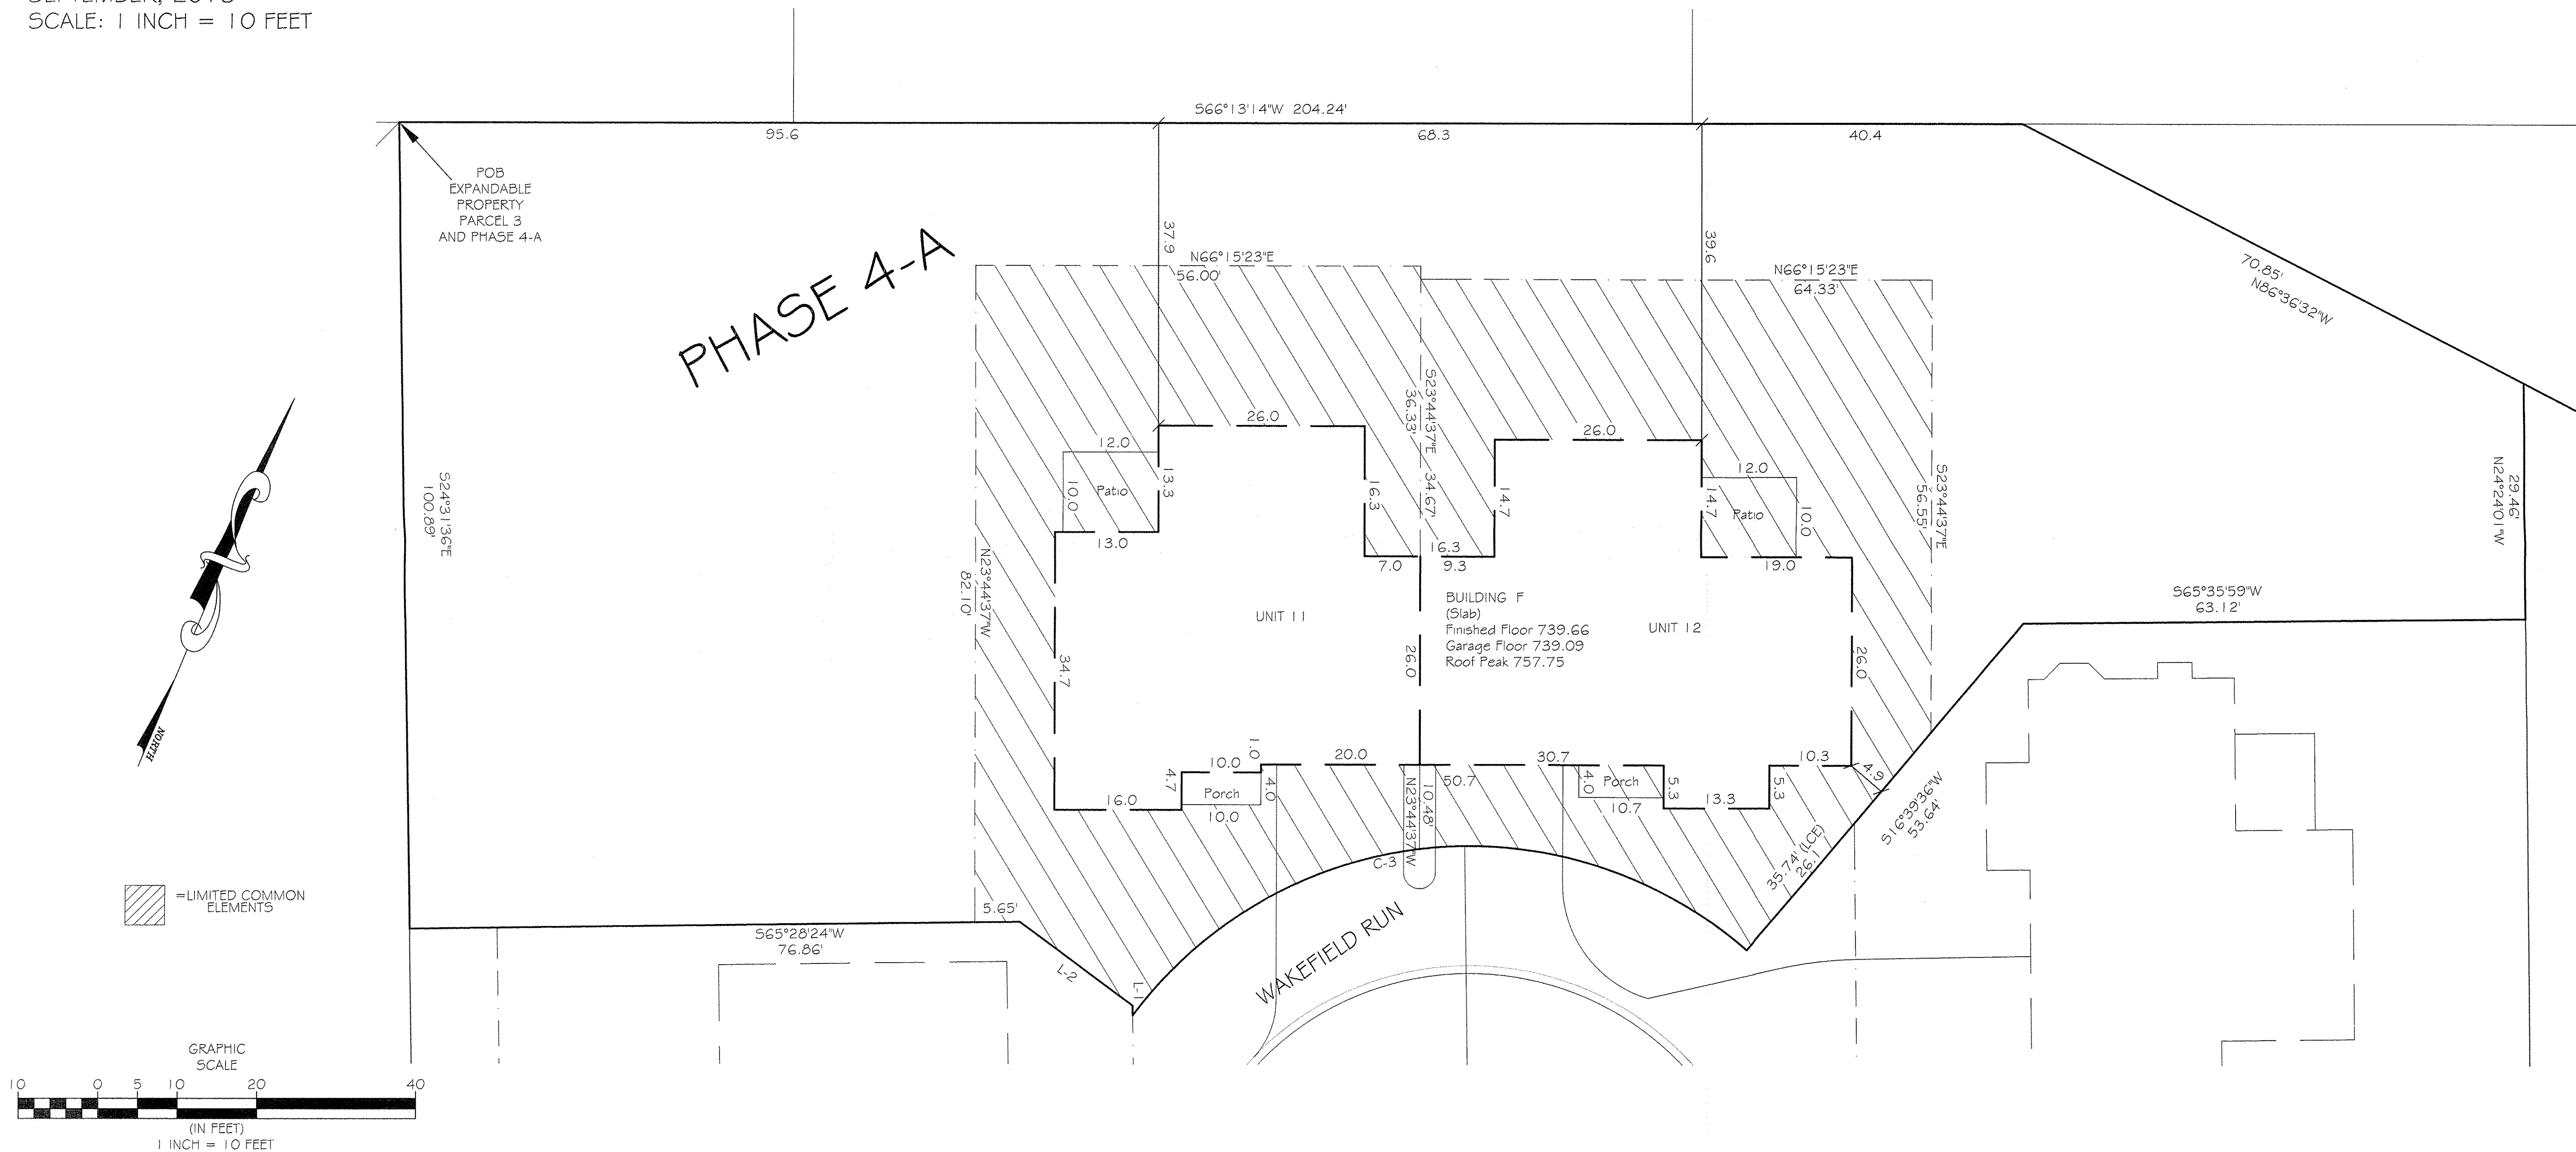 SCALE: 1 INCH = 10 FEET
S66°13'14"W 204.24'
95.6
68.3
40.4
POB
EXPANDABLE
PROPERTY
PARCEL 3
AND PHASE 4-A
PHASE 4-A
37.9
39.6
N66°15'23"E
56.00'
N66°15'23"E
64.33'
70.85'
N86°36'32"W
S24°31'36"E
100.89'
S23°44'37"E
36.33'
34.67'
26.0
26.0
12.0
10.0
Patio
13.3
13.0
16.3
7.0
16.3
9.3
14.7
14.7
12.0
Patio
10.0
19.0
S23°44'37"E
56.55'
N24°24'01"W
29.46'
S65°35'59"W
63.12'
N23°44'37"W
82.10'
UNIT 11
BUILDING F
(Slab)
Finished Floor 739.66
Garage Floor 739.09
Roof Peak 757.75
UNIT 12
34.7
26.0
26.0
1.0
10.0
4.7
Porch
4.0
10.0
16.0
20.0
30.7
50.7
N23°44'37"W
10.48'
4.0
Porch
10.7
5.3
13.3
5.3
10.3
4.9
S16°39'36"W
53.64'
35.74' (LCE)
26.1
C-3
WAKEFIELD RUN
5.65'
S65°28'24"W
76.86'
L-2
L-1
NORTH
=LIMITED COMMON
ELEMENTS
GRAPHIC
SCALE
10 0 5 10 20 40
(IN FEET)
1 INCH = 10 FEET